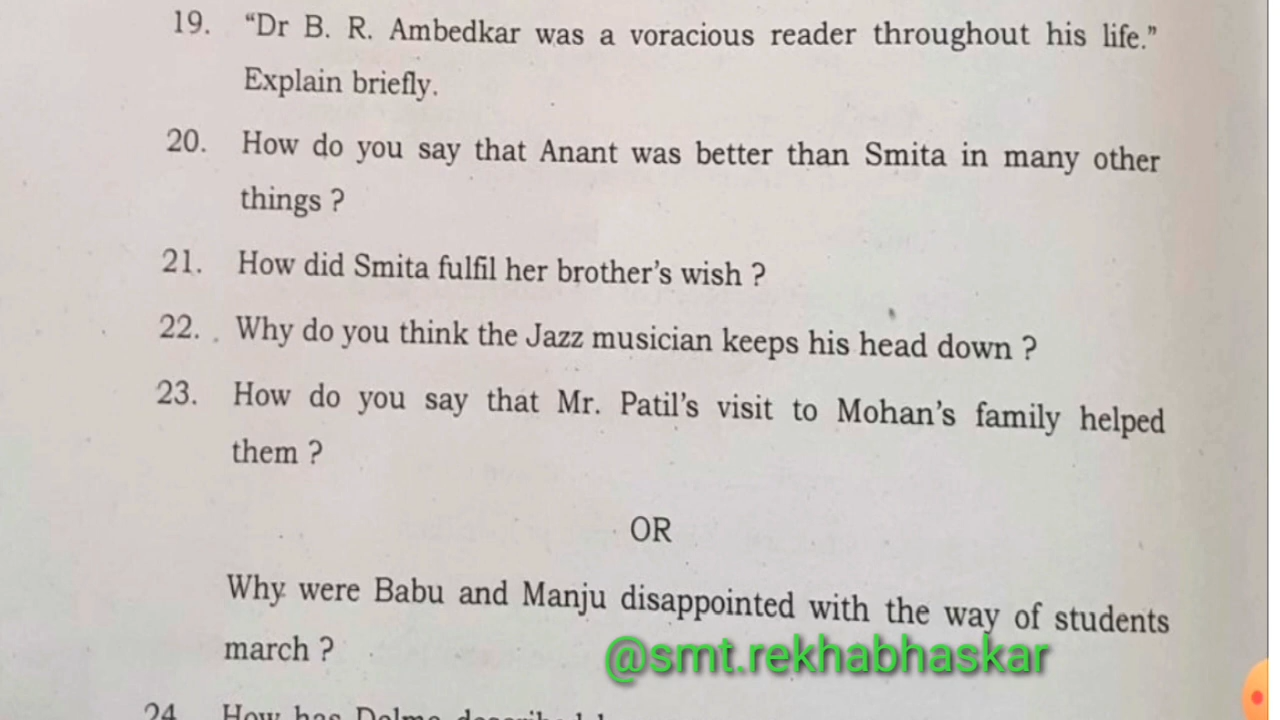 19. “Dr B. R. Ambedkar was a voracious reader throughout his life.”
Explain briefly.
20. How do you say that Anant was better than Smita in many other
things ?
21. How did Smita fulfil her brother’s wish ?
22. Why do you think the Jazz musician keeps his head down ?
23. How do you say that Mr. Patil’s visit to Mohan’s family helped
them ?
OR
Why were Babu and Manju disappointed with the way of students
march ?
@smt.rekhabhaskar
24 How has